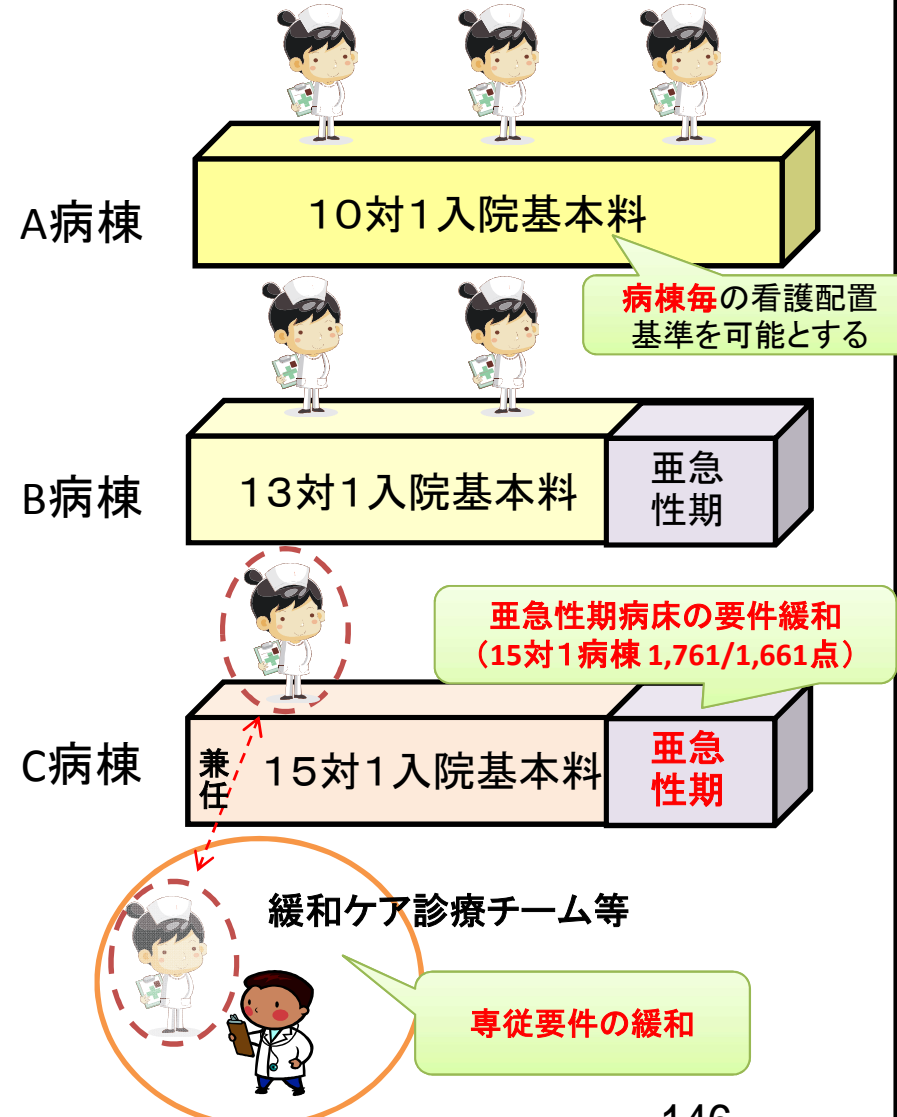 A病棟
10対1入院基本料
病棟毎の看護配置
基準を可能とする
B病棟
13対1入院基本料
亜急
性期
亜急性期病床の要件緩和
(15対1病棟 1,761/1,661点)
C病棟
兼
任
15対1入院基本料
亜急
性期
緩和ケア診療チーム等
専従要件の緩和
146